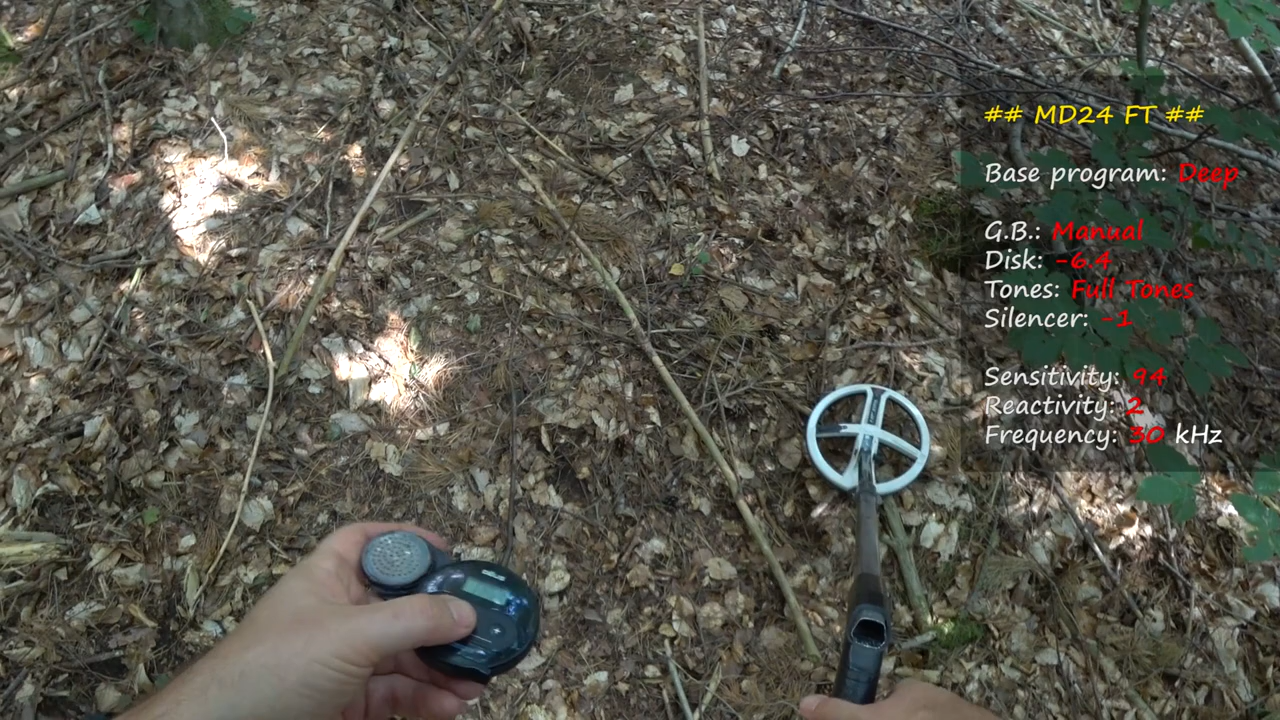 ## MD24 FT ##
Base program: Deep
G.B.: Manual
Disk: -6.4
Tones: Full Tones
Silencer: -1
Sensitivity: 94
Reactivity: 2
Frequency: 30 kHz